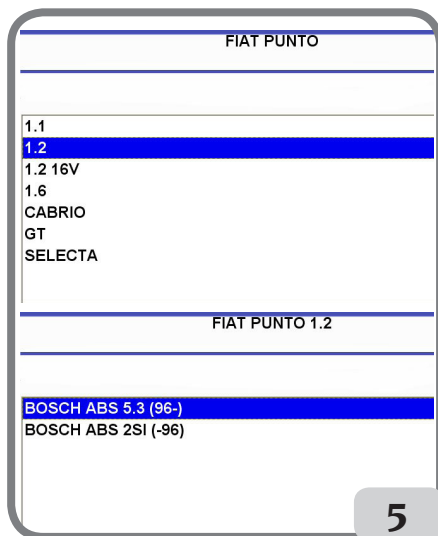 FIAT PUNTO
1.1
1.2
1.2 16V
1.6
CABRIO
GT
SELECTA
FIAT PUNTO 1.2
BOSCH ABS 5.3 (96-)
BOSCH ABS 2SI (-96)
5